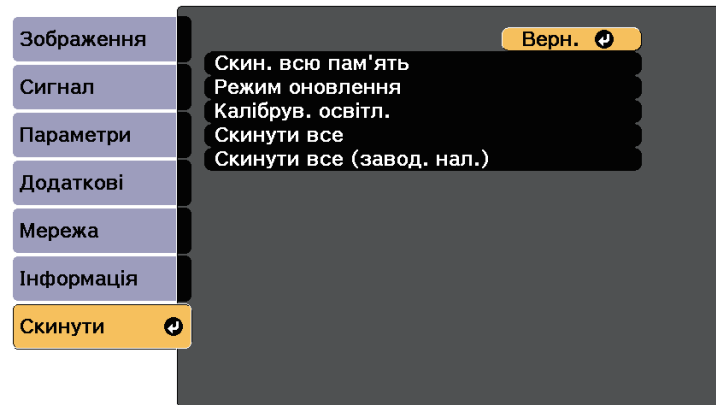 Зображення
Сигнал
Параметри
Додаткові
Мережа
Інформація
Скинути
Верн.
Скин. всю пам'ять
Режим оновлення
Калібрув. освітл.
Скинути все
Скинути все (завод. нал.)